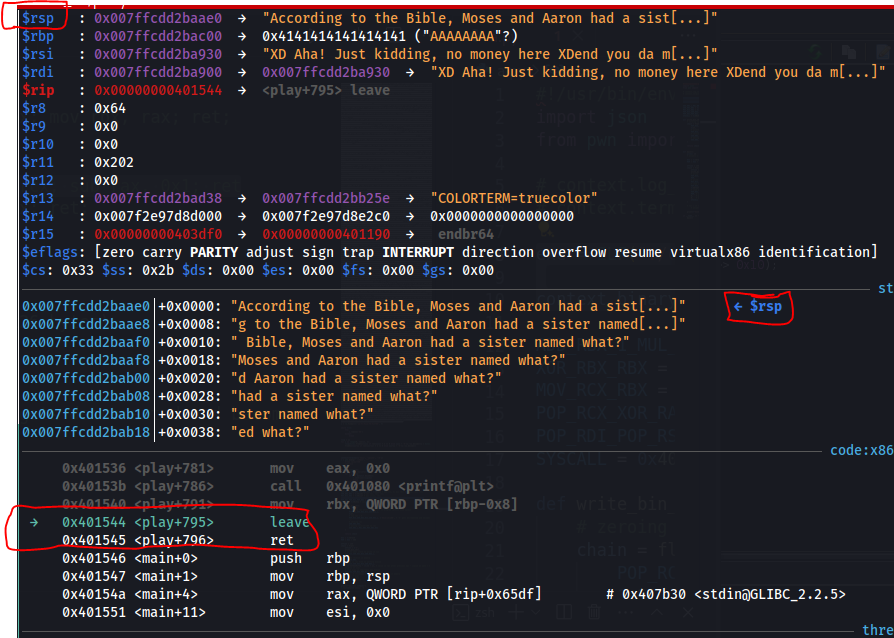 $rsp : 0x007ffcdd2baae0 → "According to the Bible, Moses and Aaron had a sist[...]"
$rbp : 0x007ffcdd2bac00 → 0x4141414141414141 ("AAAAAAAA"?)
$rsi : 0x007ffcdd2ba930 → "XD Aha! Just kidding, no money here XDend you da m[...]"
$rdi : 0x007ffcdd2ba900 → 0x007ffcdd2ba930 → "XD Aha! Just kidding, no money here XDend you da m[...]"
$rip : 0x00000000401544 → <play+795> leave
$r8 : 0x64
$r9 : 0x0
$r10 : 0x0
$r11 : 0x202
$r12 : 0x0
$r13 : 0x007ffcdd2bad38 → 0x007ffcdd2bb25e → "COLORTERM=truecolor"
$r14 : 0x007f2e97d8d000 → 0x007f2e97d8e2c0 → 0x0000000000000000
$r15 : 0x00000000403df0 → 0x00000000401190 → endbr64
$eflags: [zero carry PARITY adjust sign trap INTERRUPT direction overflow resume virtualx86 identification]
$cs: 0x33 $ss: 0x2b $ds: 0x00 $es: 0x00 $fs: 0x00 $gs: 0x00
st
0x007ffcdd2baae0│+0x0000: "According to the Bible, Moses and Aaron had a sist[...]" ← $rsp
0x007ffcdd2baae8│+0x0008: "g to the Bible, Moses and Aaron had a sister named[...]"
0x007ffcdd2baaf0│+0x0010: " Bible, Moses and Aaron had a sister named what?"
0x007ffcdd2baaf8│+0x0018: "Moses and Aaron had a sister named what?"
0x007ffcdd2bab00│+0x0020: "d Aaron had a sister named what?"
0x007ffcdd2bab08│+0x0028: "had a sister named what?"
0x007ffcdd2bab10│+0x0030: "ster named what?"
0x007ffcdd2bab18│+0x0038: "ed what?"
code:x86
0x401536 <play+781> mov eax, 0x0
0x40153b <play+786> call 0x401080 <printf@plt>
0x401540 <play+791> mov rbx, QWORD PTR [rbp-0x8]
→ 0x401544 <play+795> leave
0x401545 <play+796> ret
0x401546 <main+0> push rbp
0x401547 <main+1> mov rbp, rsp
0x40154a <main+4> mov rax, QWORD PTR [rip+0x65df] # 0x407b30 <stdin@GLIBC_2.2.5>
0x401551 <main+11> mov esi, 0x0
thre